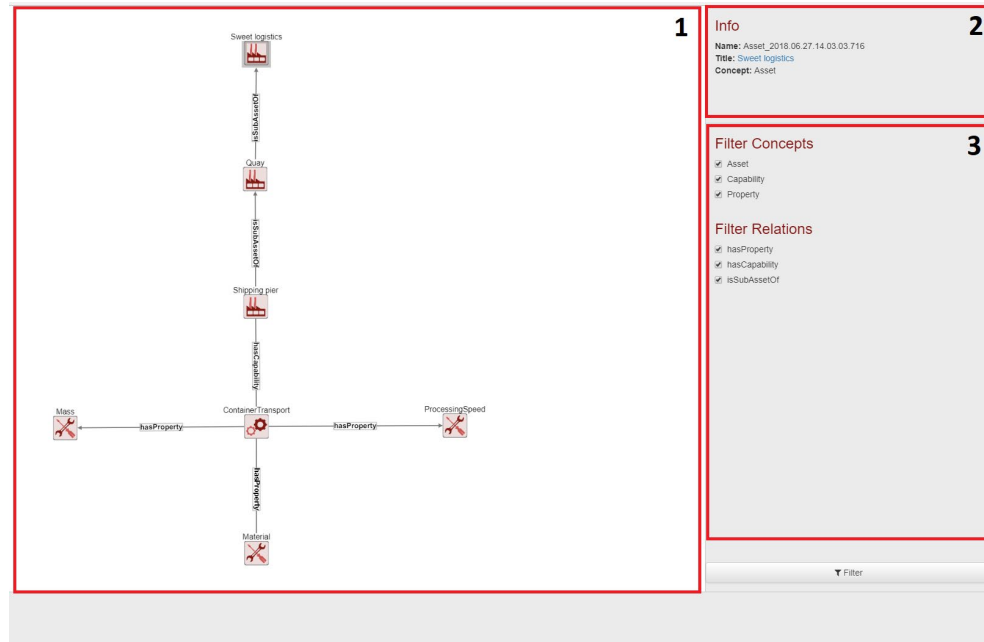 1
Sweet logistics
isSubAssetOf
Quay
isSubAssetOf
Shipping pier
hasCapability
Mass
ContainerTransport
ProcessingSpeed
hasProperty
hasProperty
hasProperty
Material
2
Info
Name: Asset_2018.06.27.14.03.03.716
Title: Sweet logistics
Concept: Asset
3
Filter Concepts
Asset
Capability
Property
Filter Relations
hasProperty
hasCapability
isSubAssetOf
Filter